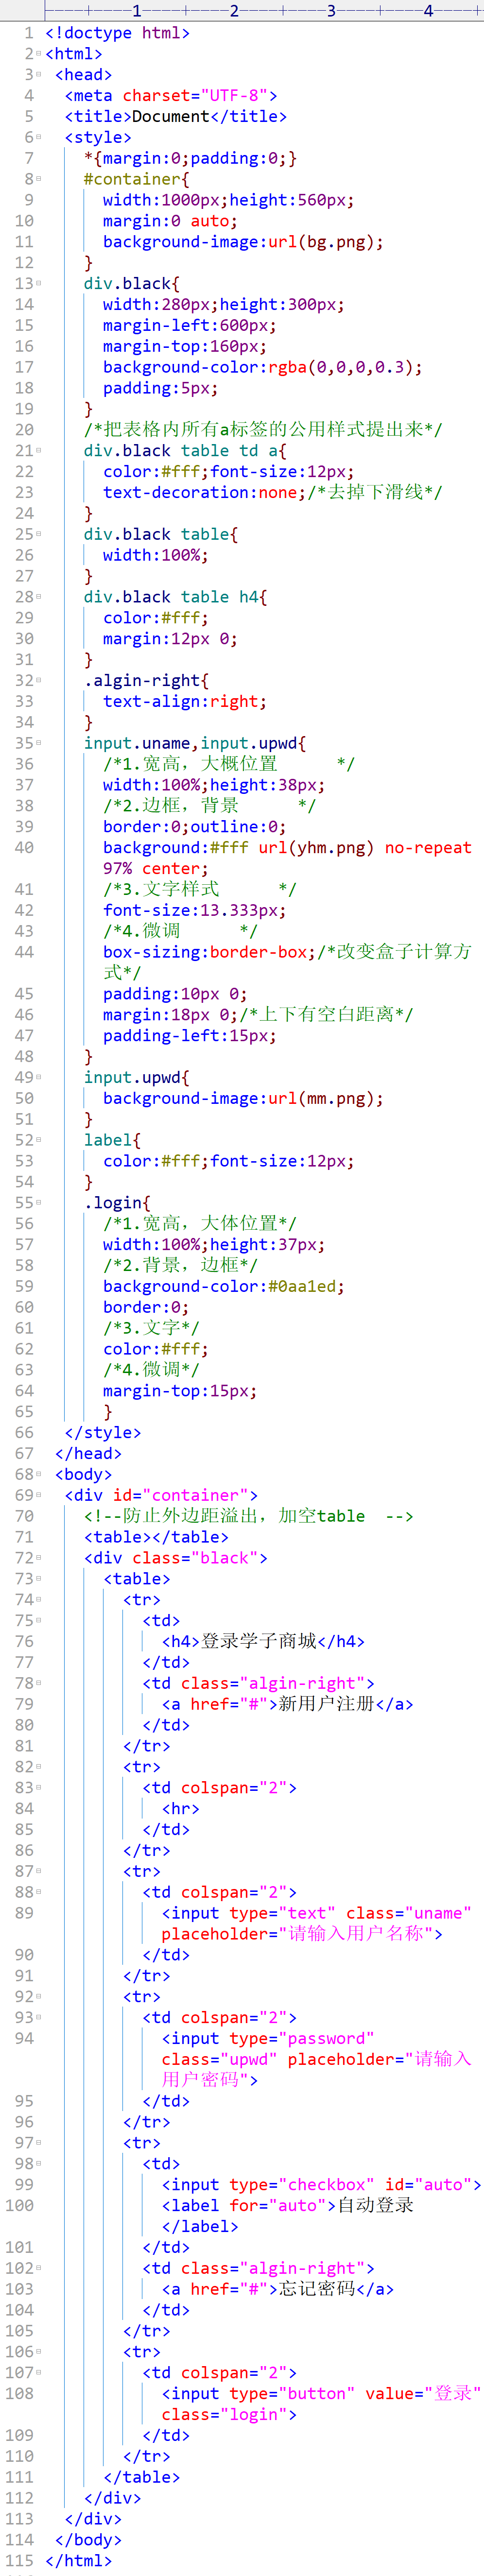 1 2 3 4
1 <!doctype html>
2 <html>
3 <head>
4 <meta charset="UTF-8">
5 <title>Document</title>
6 <style>
7 *{margin:0;padding:0;}
8 #container{
9 width:1000px;height:560px;
10 margin:0 auto;
11 background-image:url(bg.png);
12 }
13 div.black{
14 width:280px;height:300px;
15 margin-left:600px;
16 margin-top:160px;
17 background-color:rgba(0,0,0,0.3);
18 padding:5px;
19 }
20 /*把表格内所有a标签的公用样式提出来*/
21 div.black table td a{
22 color:#fff;font-size:12px;
23 text-decoration:none;/*去掉下滑线*/
24 }
25 div.black table{
26 width:100%;
27 }
28 div.black table h4{
29 color:#fff;
30 margin:12px 0;
31 }
32 .algin-right{
33 text-align:right;
34 }
35 input.uname,input.upwd{
36 /*1.宽高，大概位置 */
37 width:100%;height:38px;
38 /*2.边框，背景 */
39 border:0;outline:0;
40 background:#fff url(yhm.png) no-repeat
97% center;
41 /*3.文字样式 */
42 font-size:13.333px;
43 /*4.微调 */
44 box-sizing:border-box;/*改变盒子计算方
式*/
45 padding:10px 0;
46 margin:18px 0;/*上下有空白距离*/
47 padding-left:15px;
48 }
49 input.upwd{
50 background-image:url(mm.png);
51 }
52 label{
53 color:#fff;font-size:12px;
54 }
55 .login{
56 /*1.宽高，大体位置*/
57 width:100%;height:37px;
58 /*2.背景，边框*/
59 background-color:#0aa1ed;
60 border:0;
61 /*3.文字*/
62 color:#fff;
63 /*4.微调*/
64 margin-top:15px;
65 }
66 </style>
67 </head>
68 <body>
69 <div id="container">
70 <!--防止外边距溢出，加空table -->
71 <table></table>
72 <div class="black">
73 <table>
74 <tr>
75 <td>
76 <h4>登录学子商城</h4>
77 </td>
78 <td class="algin-right">
79 <a href="#">新用户注册</a>
80 </td>
81 </tr>
82 <tr>
83 <td colspan="2">
84 <hr>
85 </td>
86 </tr>
87 <tr>
88 <td colspan="2">
89 <input type="text" class="uname"
placeholder="请输入用户名称">
90 </td>
91 </tr>
92 <tr>
93 <td colspan="2">
94 <input type="password"
class="upwd" placeholder="请输入
用户密码">
95 </td>
96 </tr>
97 <tr>
98 <td>
99 <input type="checkbox" id="auto">
100 <label for="auto">自动登录
</label>
101 </td>
102 <td class="algin-right">
103 <a href="#">忘记密码</a>
104 </td>
105 </tr>
106 <tr>
107 <td colspan="2">
108 <input type="button" value="登录"
class="login">
109 </td>
110 </tr>
111 </table>
112 </div>
113 </div>
114 </body>
115 </html>